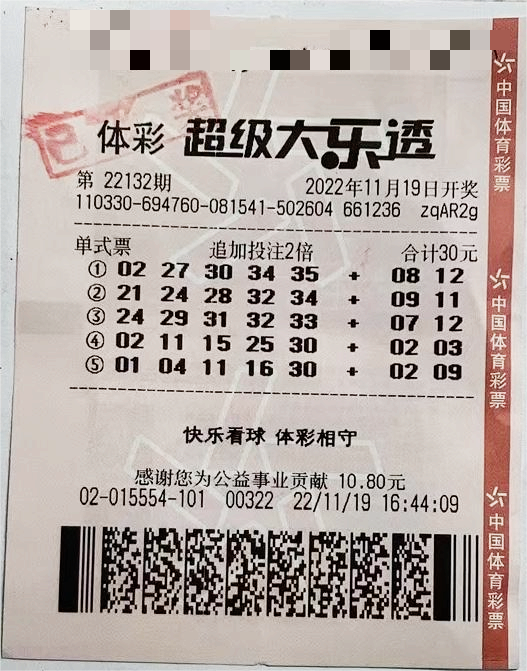 已 奖
体彩 超级大乐透
第 22132期 2022年11月19日开奖
110330-694760-081541-502604 661236 zqAR2g
单式票 追加投注2倍 合计30元
① 02 27 30 34 35 + 08 12
② 21 24 28 32 34 + 09 11
③ 24 29 31 32 33 + 07 12
④ 02 11 15 25 30 + 02 03
⑤ 01 04 11 16 30 + 02 09
快乐看球 体彩相守
感谢您为公益事业贡献 10.80元
02-015554-101 00322 22/11/19 16:44:09
中国体育彩票
中国体育彩票
中国体育彩票